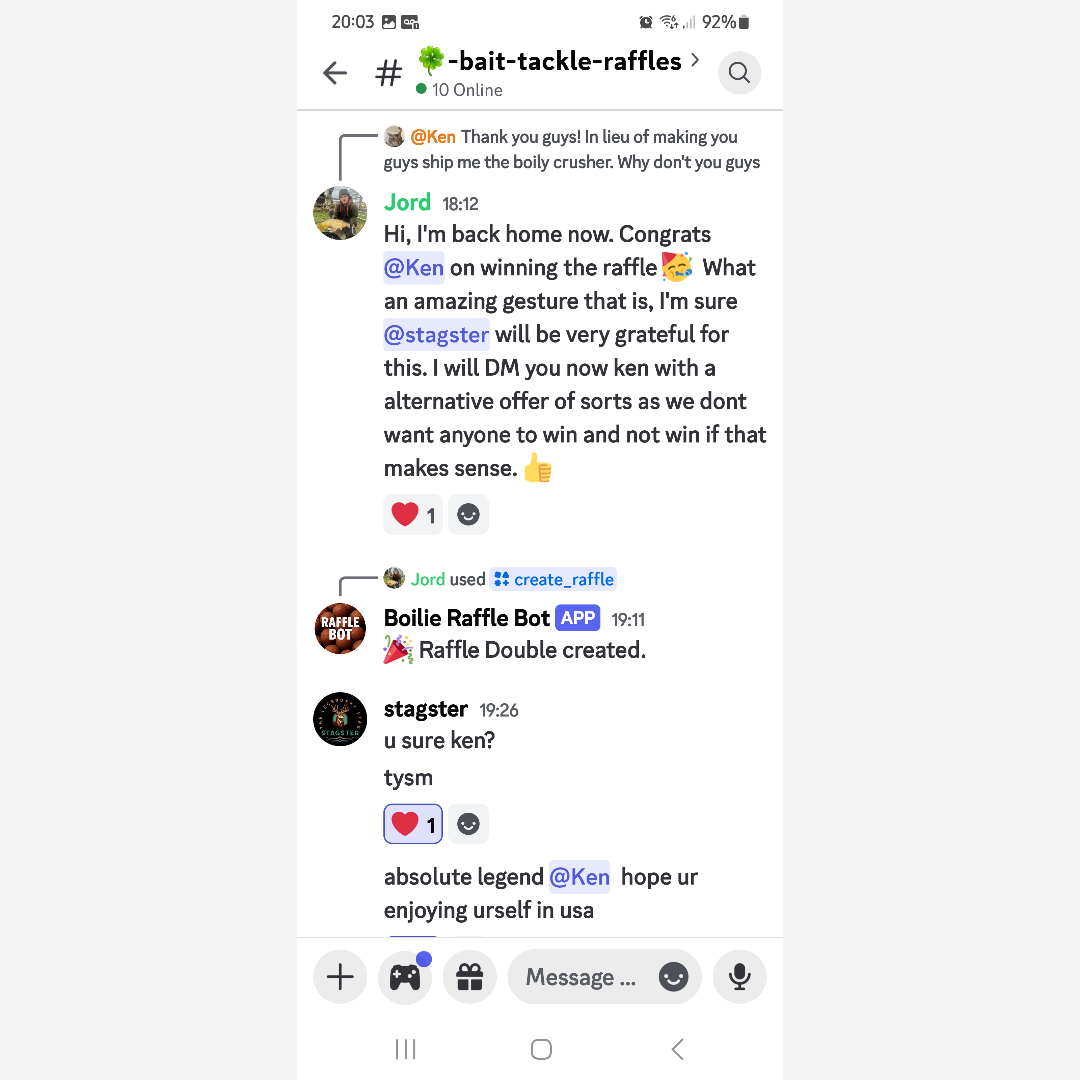 20:03 92%
# 🍀-bait-tackle-raffles
10 Online
@Ken Thank you guys! In lieu of making you
guys ship me the boily crusher. Why don't you guys
Jord 18:12
Hi, I'm back home now. Congrats
@Ken on winning the raffle🥳 What
an amazing gesture that is, I'm sure
@stagster will be very grateful for
this. I will DM you now ken with a
alternative offer of sorts as we dont
want anyone to win and not win if that
makes sense. 👍
❤️ 1
Jord used create_raffle
RAFFLE
BOT
Boilie Raffle Bot APP 19:11
🎉 Raffle Double created.
STAGSTER
stagster 19:26
u sure ken?
tysm
❤️ 1
absolute legend @Ken hope ur
enjoying urself in usa
Message ...